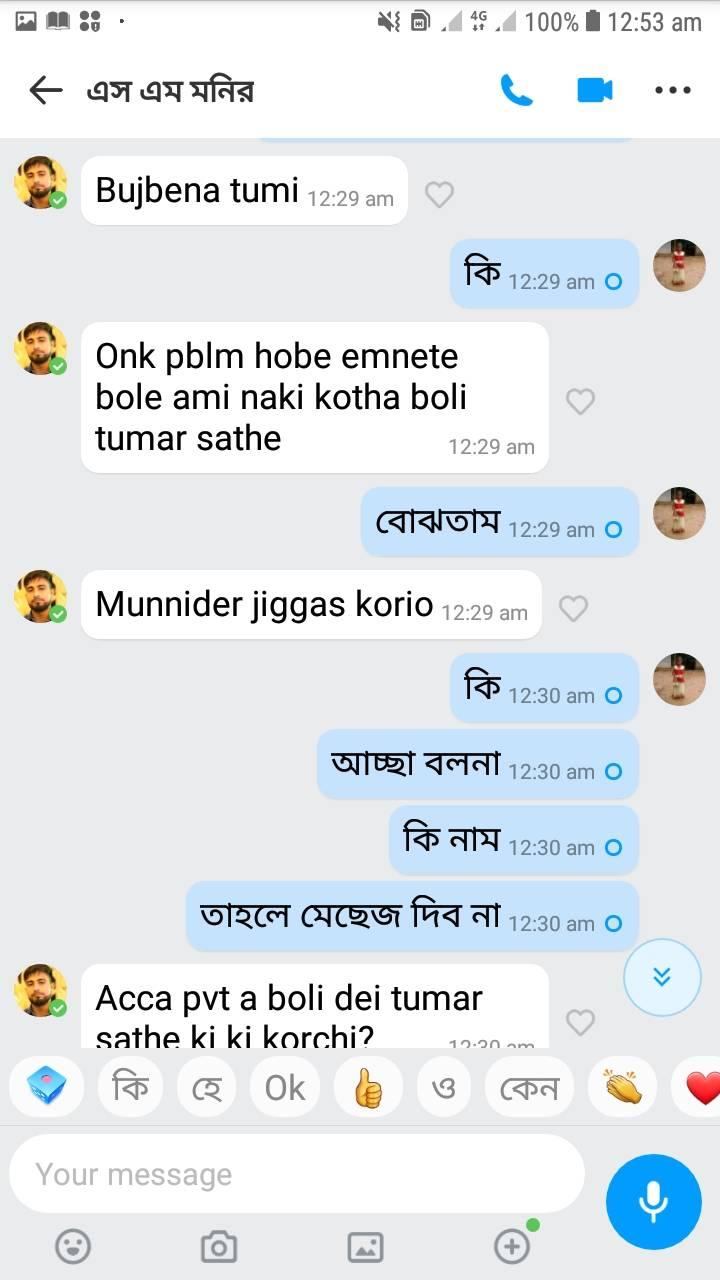 4G 100% 12:53 am
এস এম মনির
Bujbena tumi 12:29 am
কি 12:29 am
Onk pblm hobe emnete
bole ami naki kotha boli
tumar sathe 12:29 am
বোঝতাম 12:29 am
Munnider jiggas korio 12:29 am
কি 12:30 am
আচ্ছা বলনা 12:30 am
কি নাম 12:30 am
তাহলে মেছেজ দিব না 12:30 am
Acca pvt a boli dei tumar
sathe ki ki korchi? 12:30 am
কি হে Ok ও কেন
Your message